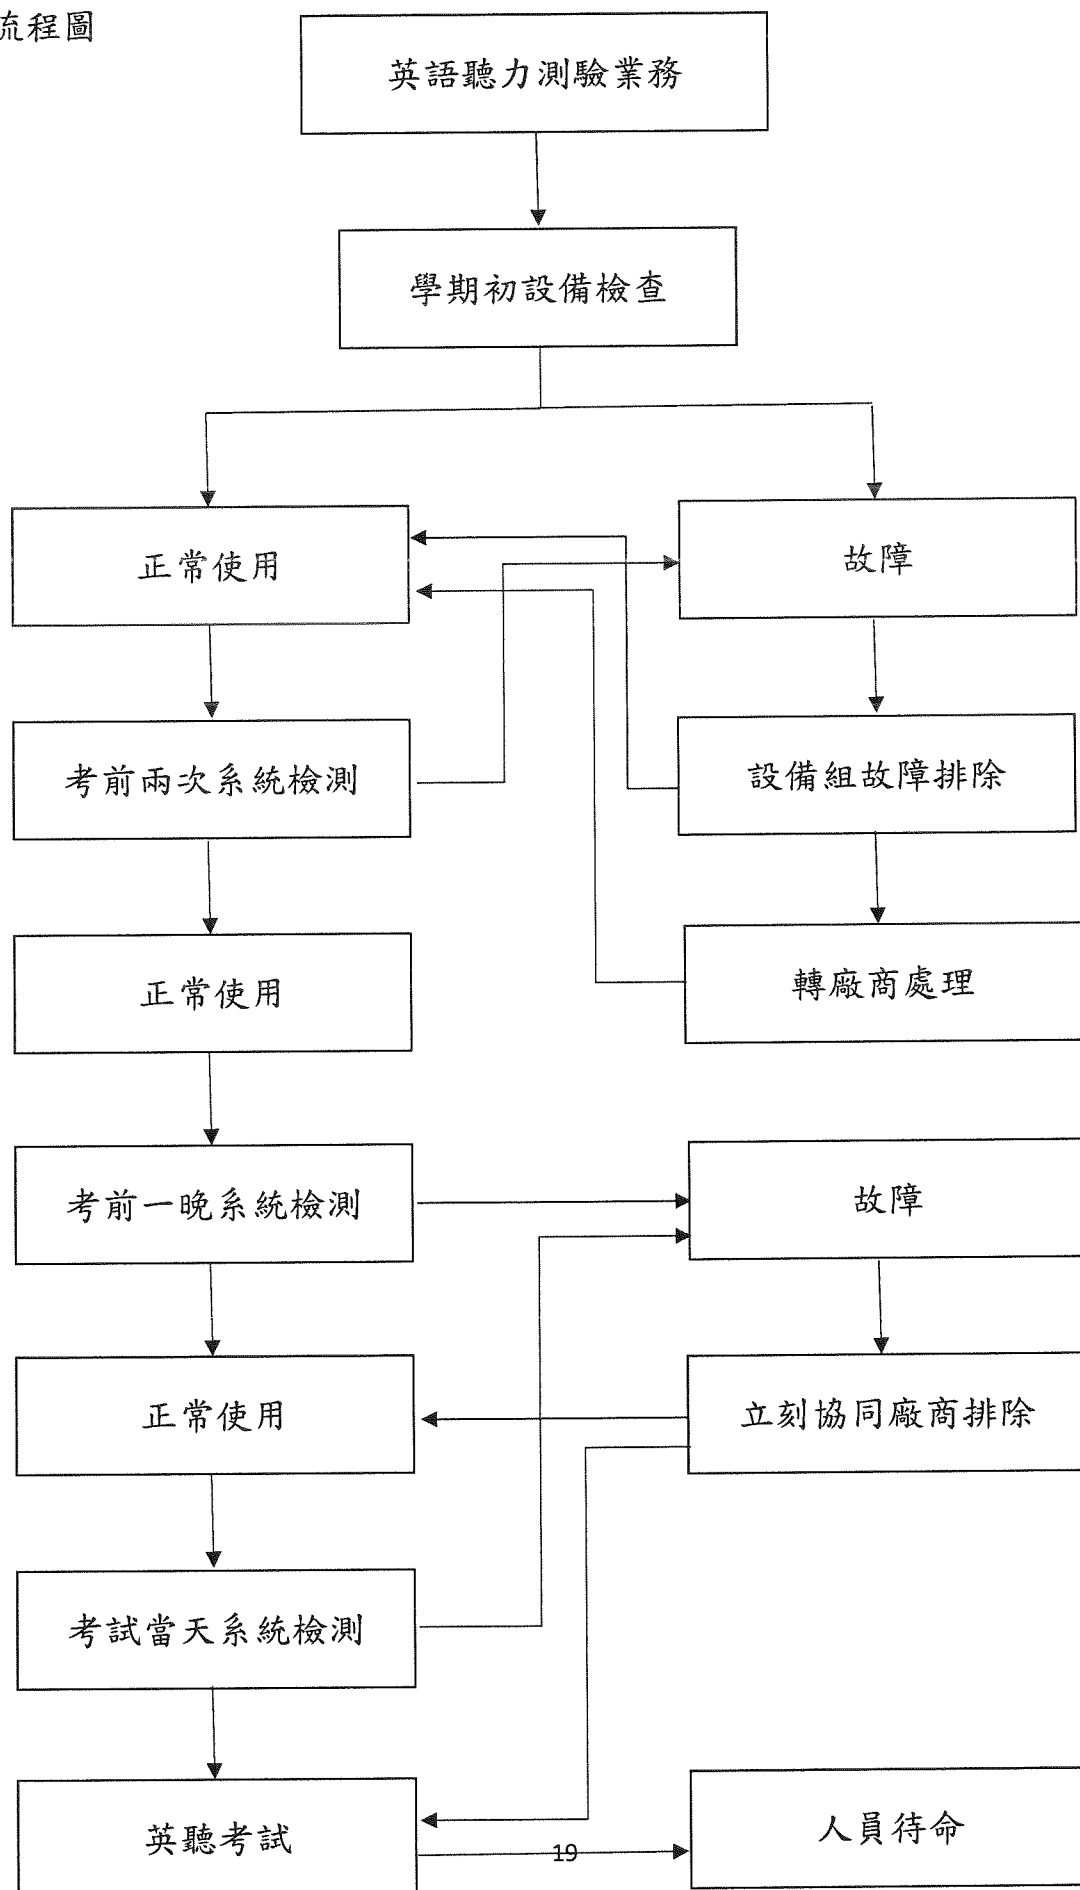 流程圖
英語聽力測驗業務
學期初設備檢查
正常使用
故障
考前兩次系統檢測
設備組故障排除
正常使用
轉廠商處理
考前一晚系統檢測
故障
正常使用
立刻協同廠商排除
考試當天系統檢測
英聽考試
人員待命
19